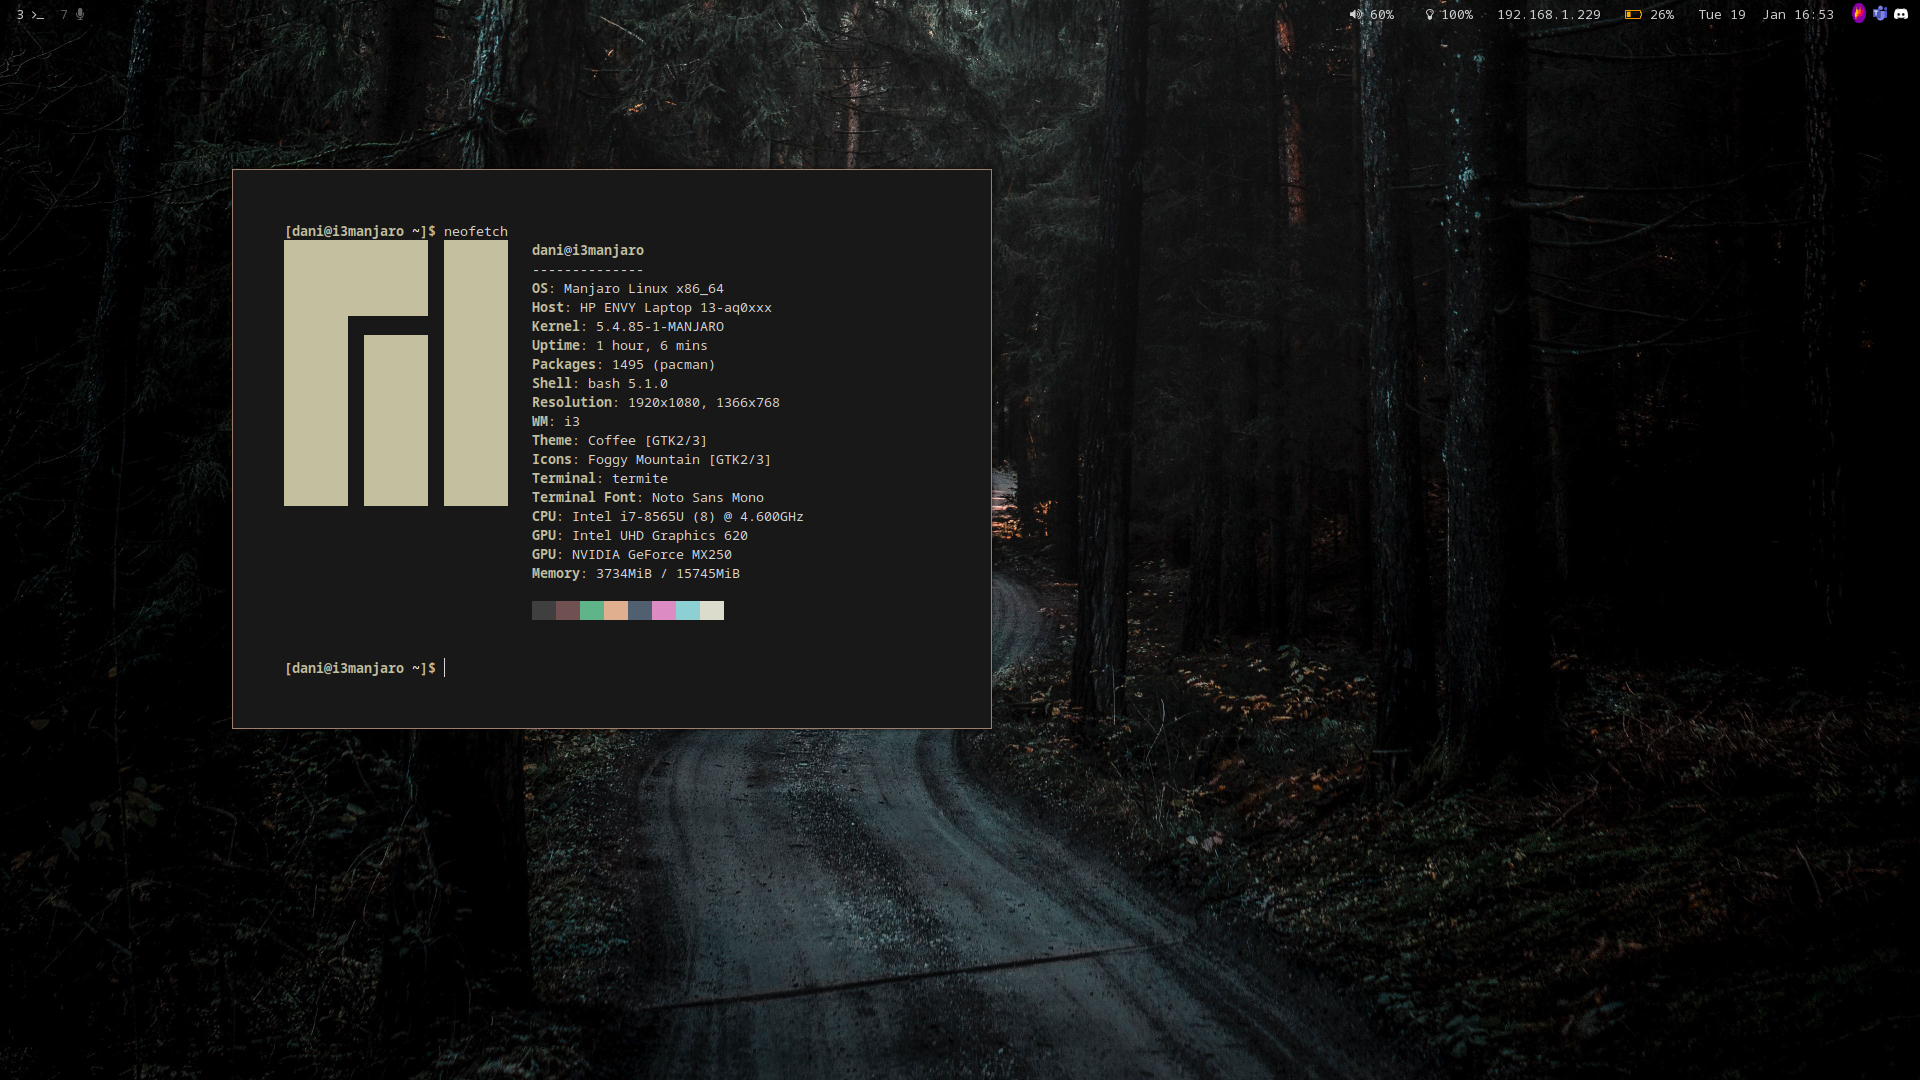 3 7 60% 100% 192.168.1.229 26% Tue 19 Jan 16:53
[dani@i3manjaro ~]$ neofetch
dani@i3manjaro
--------------
OS: Manjaro Linux x86_64
Host: HP ENVY Laptop 13-aq0xxx
Kernel: 5.4.85-1-MANJARO
Uptime: 1 hour, 6 mins
Packages: 1495 (pacman)
Shell: bash 5.1.0
Resolution: 1920x1080, 1366x768
WM: i3
Theme: Coffee [GTK2/3]
Icons: Foggy Mountain [GTK2/3]
Terminal: termite
Terminal Font: Noto Sans Mono
CPU: Intel i7-8565U (8) @ 4.600GHz
GPU: Intel UHD Graphics 620
GPU: NVIDIA GeForce MX250
Memory: 3734MiB / 15745MiB
[dani@i3manjaro ~]$